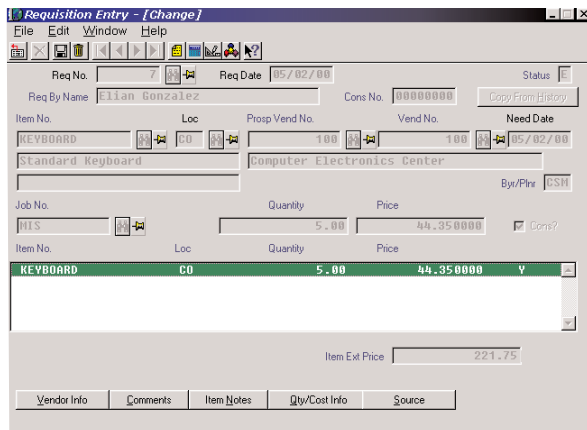 Requisition Entry - [Change]
File Edit Window Help
Req No. 7 Req Date 05/02/00 Status E
Req By Name Elian Gonzalez Cons No. 00000000 Copy From History
Item No. Loc Prosp Vend No. Vend No. Need Date
KEYBOARD CO 100 100 05/02/00
Standard Keyboard Computer Electronics Center
Byr/Plnr CSM
Job No. Quantity Price
MIS 5.00 44.350000 Cons?
Item No. Loc Quantity Price
KEYBOARD CO 5.00 44.350000 Y
Item Ext Price 221.75
Vendor Info Comments Item Notes Qty/Cost Info Source